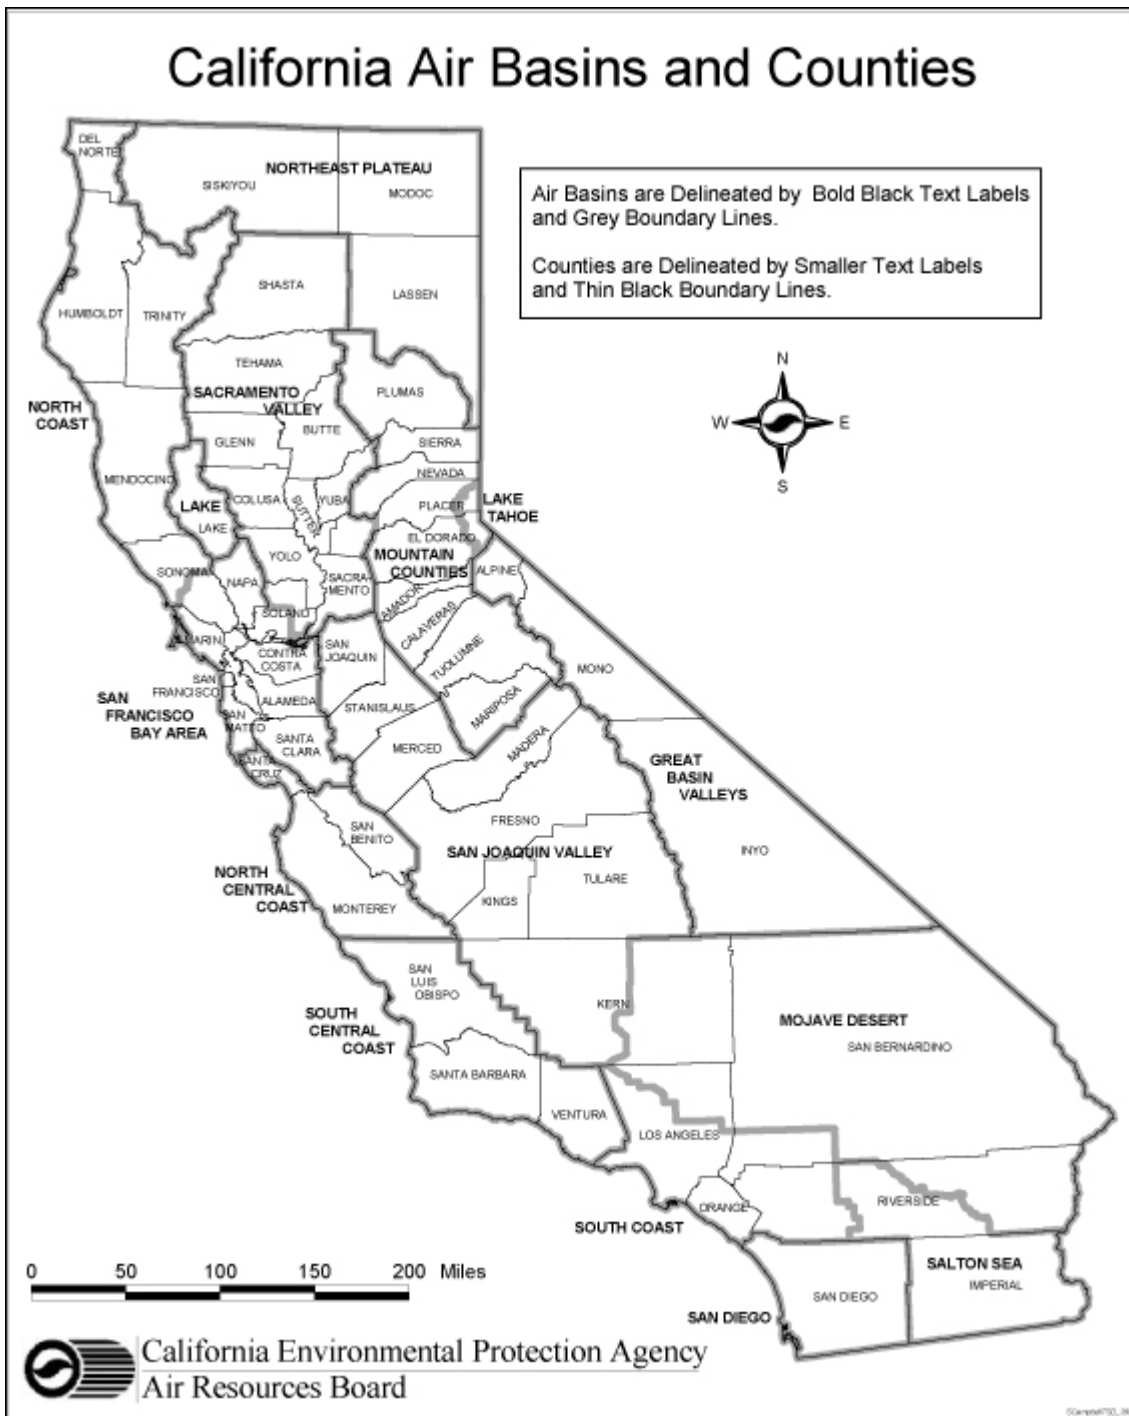 California Air Basins and Counties
DEL
NORTE
NORTHEAST PLATEAU
SISKIYOU
MODOC
Air Basins are Delineated by Bold Black Text Labels
and Grey Boundary Lines.
Counties are Delineated by Smaller Text Labels
and Thin Black Boundary Lines.
SHASTA
LASSEN
HUMBOLDT
TRINITY
N
W
E
S
TEHAMA
SACRAMENTO
VALLEY
PLUMAS
NORTH
COAST
BUTTE
GLENN
SIERRA
MENDOCINO
NEVADA
LAKE
COLUSA
SUTTER
YUBA
PLACER
LAKE
TAHOE
LAKE
EL DORADO
YOLO
MOUNTAIN
COUNTIES
SONOMA
NAPA
SACRA-
MENTO
ALPINE
AMADOR
SOLANO
CALAVERAS
MARIN
CONTRA
COSTA
SAN
JOAQUIN
TUOLUMNE
MONO
SAN
FRANCISCO
ALAMEDA
STANISLAUS
MARIPOSA
SAN
FRANCISCO
BAY AREA
SAN
MATEO
SANTA
CLARA
MERCED
MADERA
SANTA
CRUZ
GREAT
BASIN
VALLEYS
SAN
BENITO
FRESNO
SAN JOAQUIN VALLEY
INYO
NORTH
CENTRAL
COAST
TULARE
KINGS
MONTEREY
SAN
LUIS
OBISPO
KERN
SOUTH
CENTRAL
COAST
MOJAVE DESERT
SAN BERNARDINO
SANTA BARBARA
VENTURA
LOS ANGELES
RIVERSIDE
ORANGE
SOUTH COAST
SALTON SEA
IMPERIAL
SAN DIEGO
SAN DIEGO
0 50 100 150 200 Miles
California Environmental Protection Agency
Air Resources Board